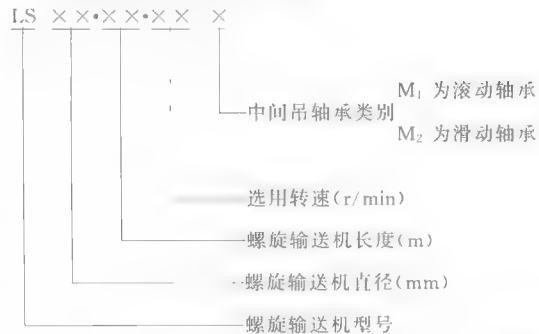 LS ××·××·×× ×
M₁ 为滚动轴承
中间吊轴承类别
M₂ 为滑动轴承
选用转速(r/min)
螺旋输送机长度(m)
螺旋输送机直径(mm)
螺旋输送机型号